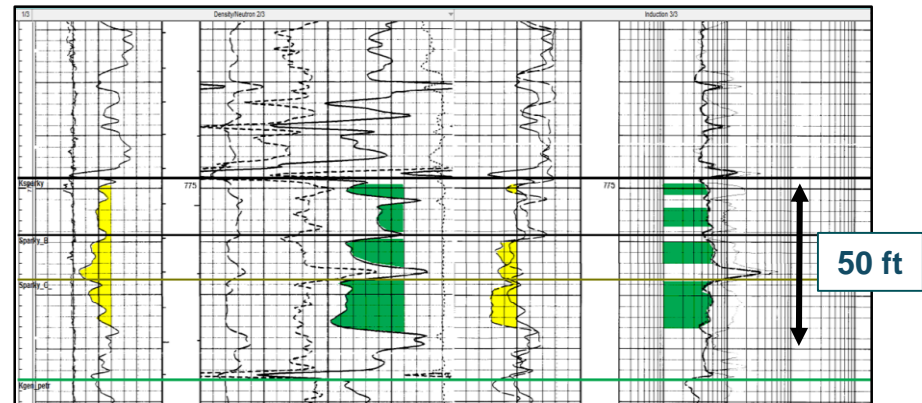 1/3
Density/Neutron 2/3
Induction 3/3
Ksparky
775
775
Sparky_B
50 ft
Sparky_C
Kgen_petr